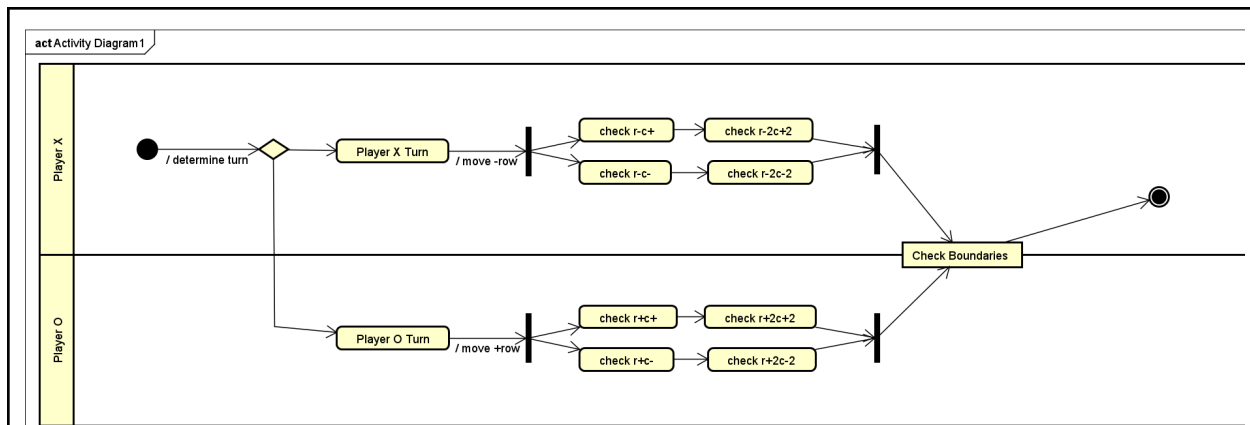 act Activity Diagram1
Player X
/ determine turn
Player X Turn
/ move -row
check r-c+
check r-2c+2
check r-c-
check r-2c-2
Check Boundaries
Player O
Player O Turn
/ move +row
check r+c+
check r+2c+2
check r+c-
check r+2c-2